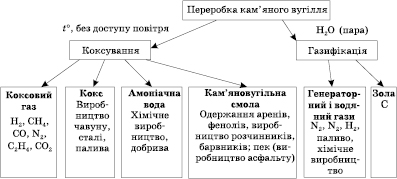 Переробка кам’яного вугілля
t°, без доступу повітря
H₂O (пара)
Коксування
Газифікація
Коксовий
газ
H₂, CH₄,
CO, N₂,
C₂H₄, CO₂
Кокс
Вироб-
ництво
чавуну,
сталі,
палива
Амоніачна
вода
Хімічне
вироб-
ництво,
добрива
Кам’яновугільна
смола
Одержання аренів,
фенолів, вироб-
ництво розчинників,
барвників; пек (ви-
робництво асфальту)
Генератор-
ний і водя-
ний гази
N₂, N₂, H₂,
паливо,
хімічне
виробни-
цтво
Зола
С